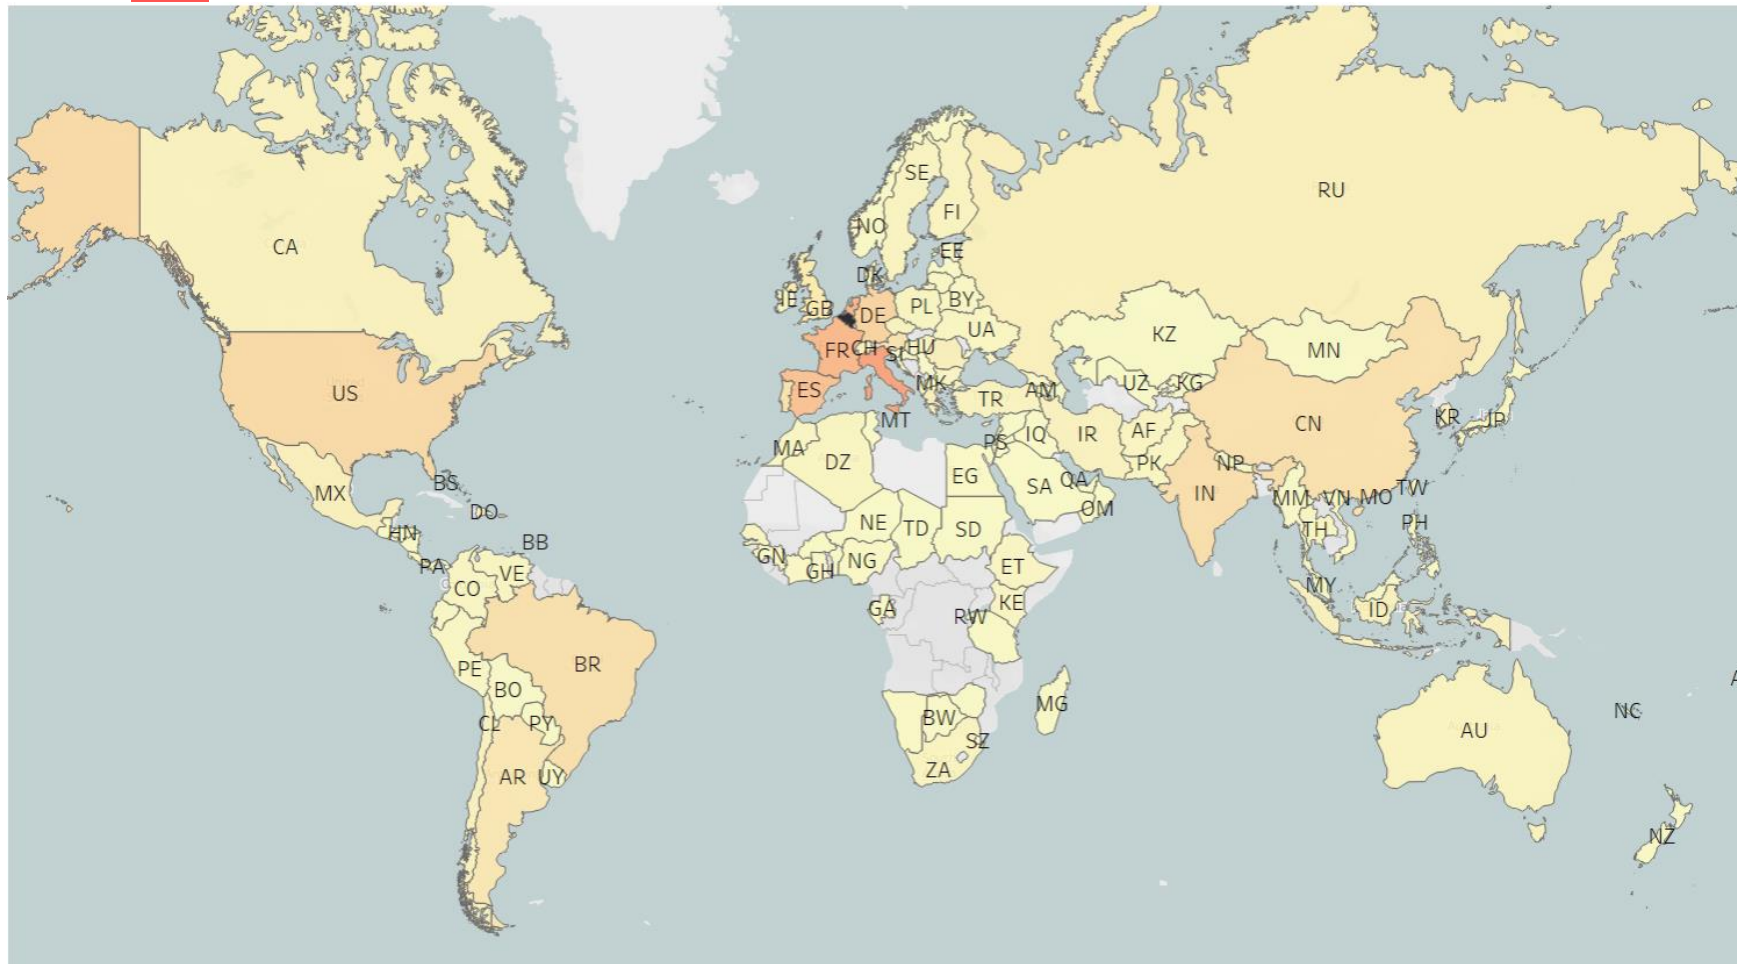 SE
RU
NO
FI
CA
EE
DK
IE
GB
DE
PL
BY
UA
KZ
FR
CH
SI
HU
MN
US
ES
MK
AM
UZ
KG
TR
CN
MT
KR
JP
MA
DZ
PS
IQ
IR
AF
PK
NP
EG
SA
QA
MX
BS
IN
OM
MM
VN
MO
TW
DO
HN
BB
NE
TD
SD
TH
PH
PA
VE
GN
GH
NG
ET
CO
MY
GA
RW
KE
ID
PE
BR
BO
MG
CL
PY
BW
NC
SZ
AU
AR
UY
ZA
NZ